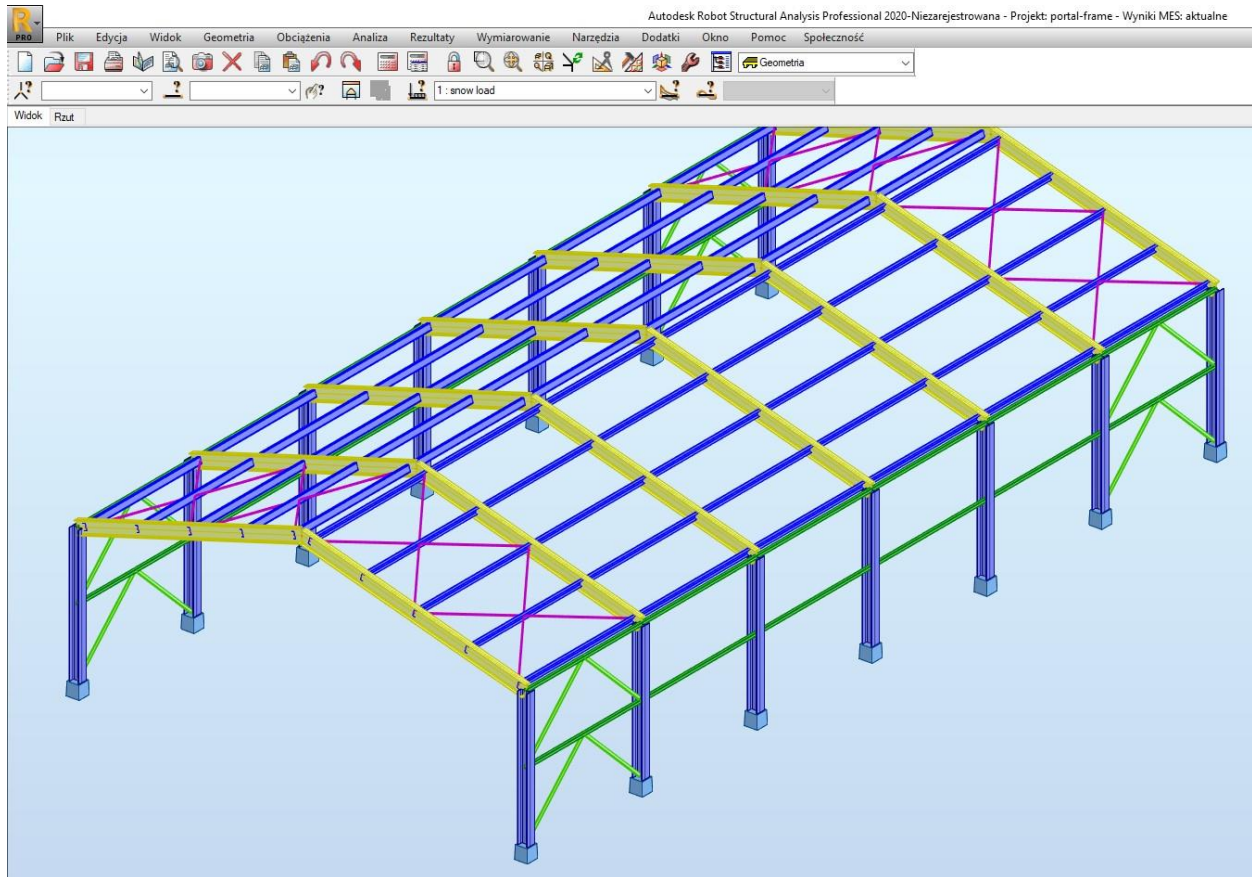 Autodesk Robot Structural Analysis Professional 2020-Niezarejestrowana - Projekt: portal-frame - Wyniki MES: aktualne
R PRO
Plik Edycja Widok Geometria Obciążenia Analiza Rezultaty Wymiarowanie Narzędzia Dodatki Okno Pomoc Społeczność
Geometria
1 : snow load
Widok Rzut